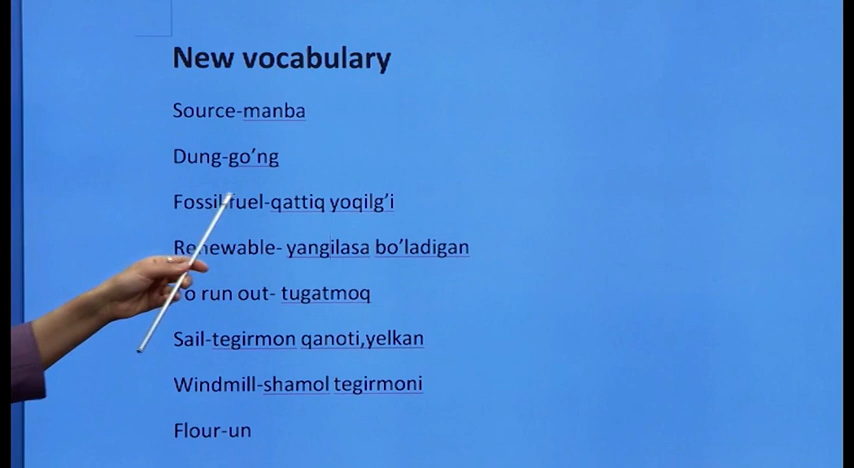 New vocabulary
Source-manba
Dung-go’ng
Fossil fuel-qattiq yoqilg’i
Renewable- yangilasa bo’ladigan
To run out- tugatmoq
Sail-tegirmon qanoti,yelkan
Windmill-shamol tegirmoni
Flour-un